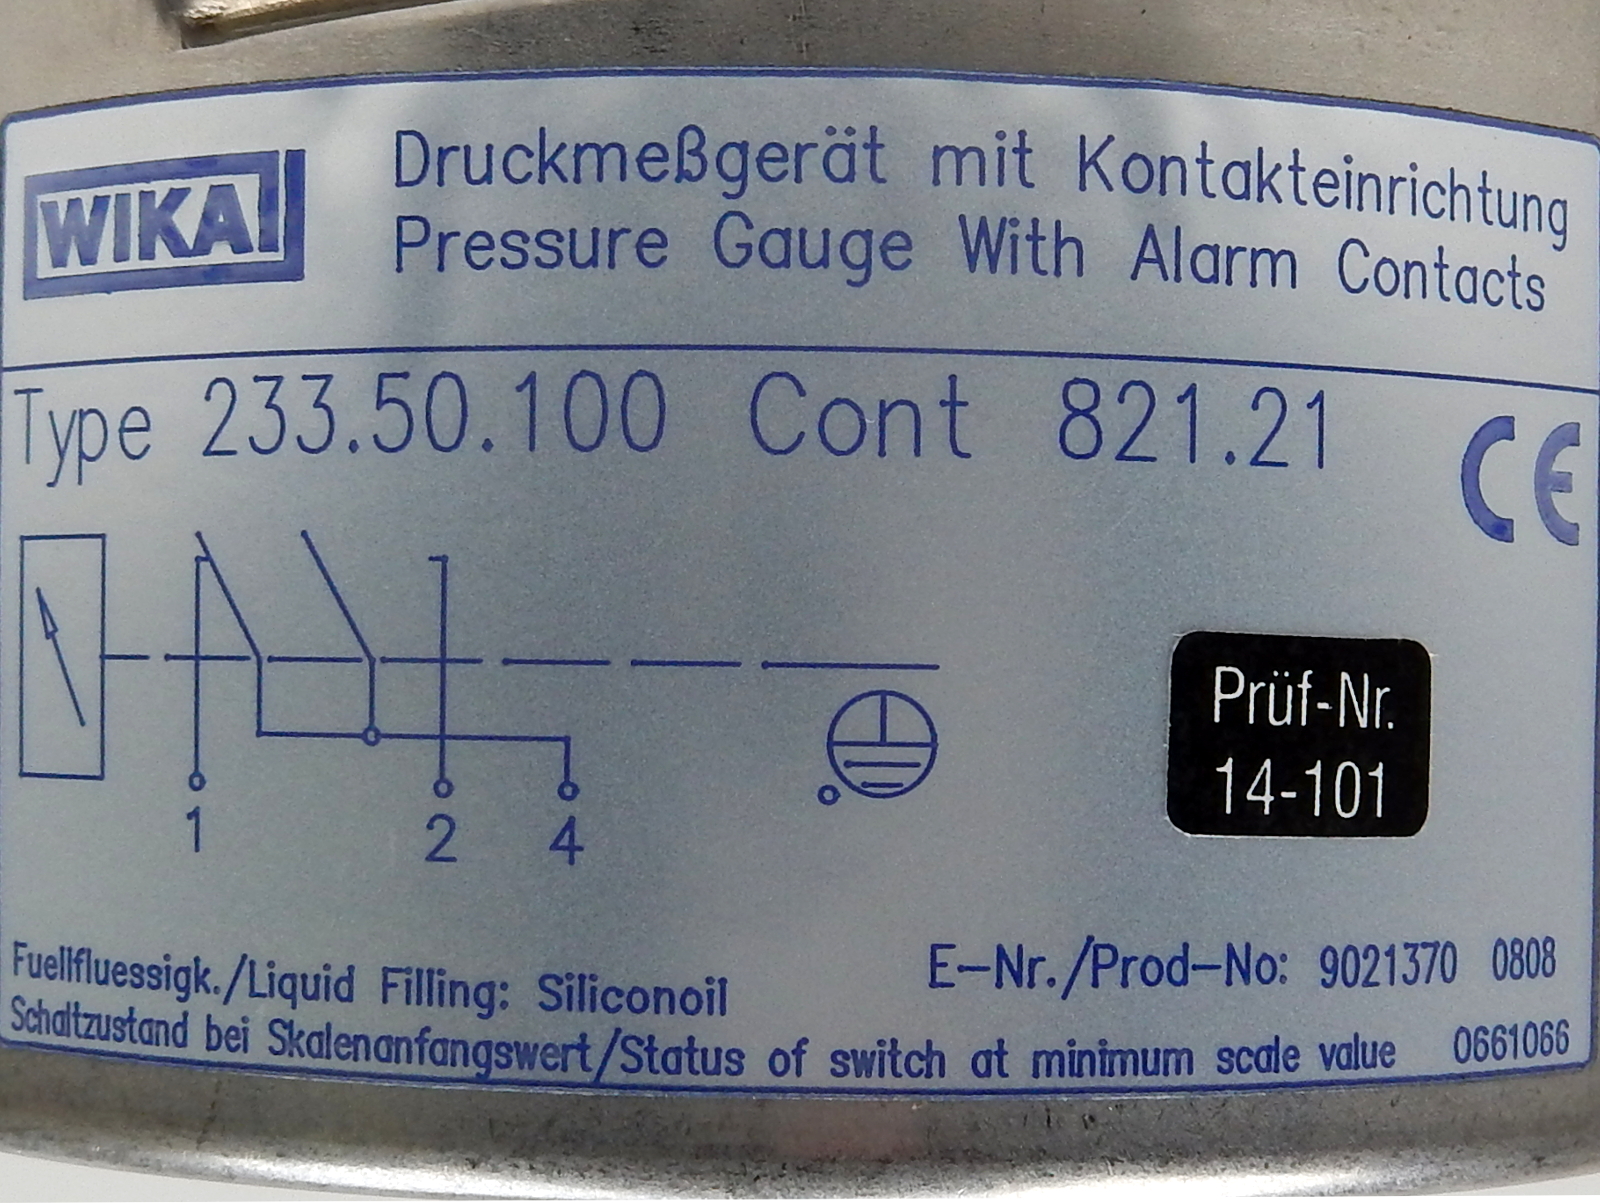 WIKA
Druckmeßgerät mit Kontakteinrichtung
Pressure Gauge With Alarm Contacts
Type 233.50.100 Cont 821.21
CE
Prüf-Nr.
14-101
1 2 4
Fuellfluessigk./Liquid Filling: Siliconoil
E-Nr./Prod-No: 9021370 0808
Schaltzustand bei Skalenanfangswert/Status of switch at minimum scale value 0661066